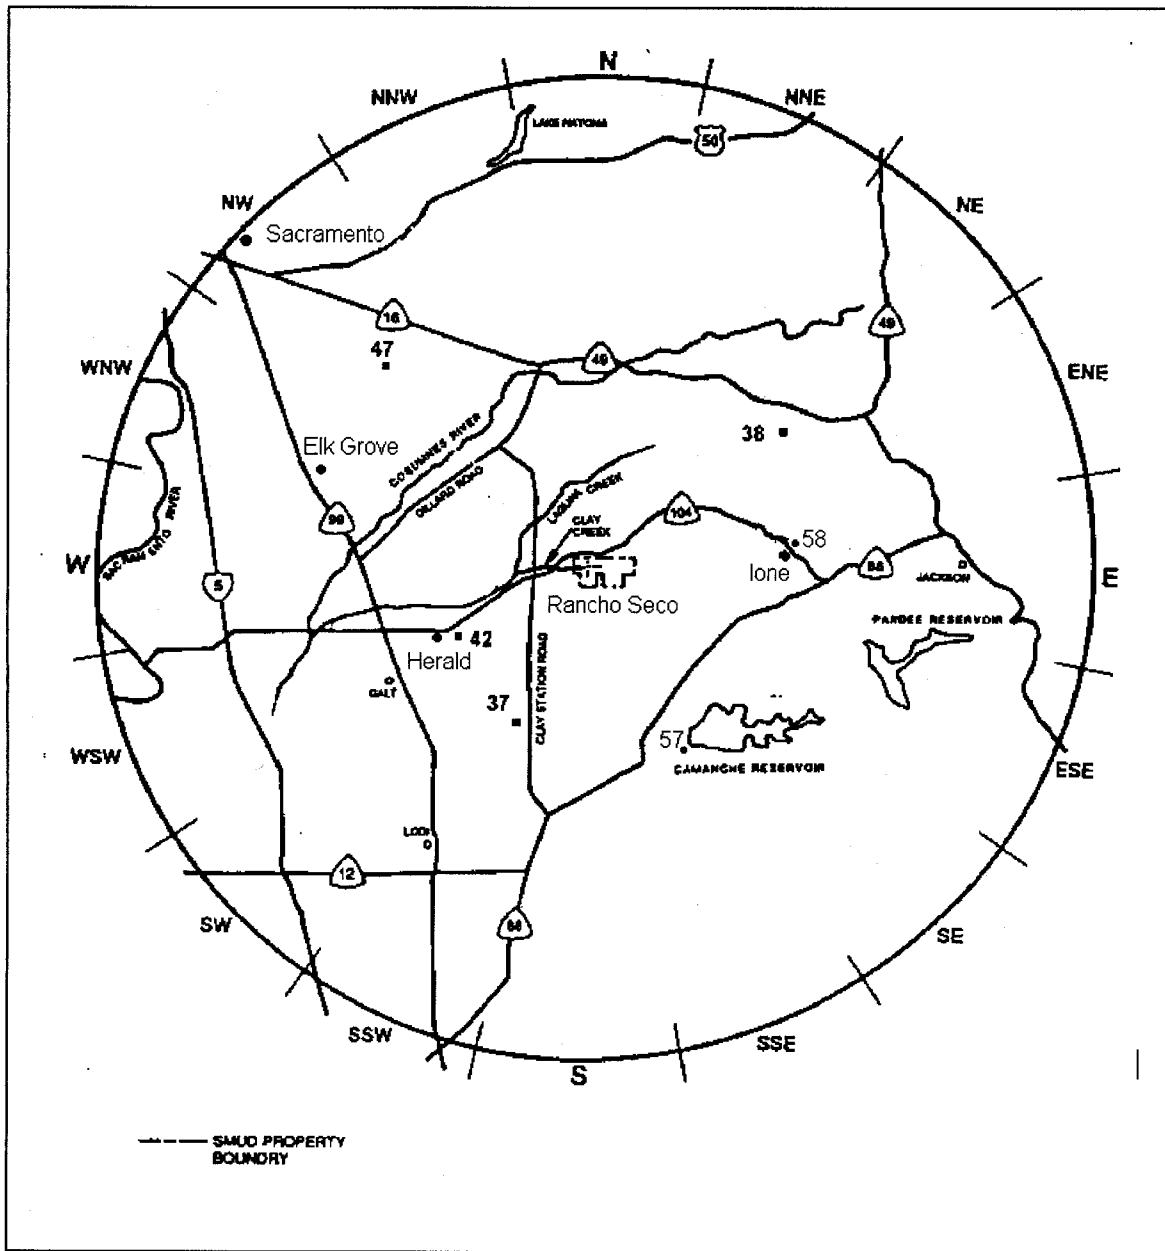 N
NNW
NNE
LAKE NATOMA
50
NW
NE
Sacramento
16
49
47
49
WNW
ENE
38
COSUMNES RIVER
Elk Grove
DILLARD ROAD
LAGUNA CREEK
SACRAMENTO RIVER
99
104
CLAY
CREEK
58
W
5
Ione
88
JACKSON
E
Rancho Seco
PARDEE RESERVOIR
42
Herald
CLAY STATION ROAD
GALT
37
WSW
57
CAMANCHE RESERVOIR
ESE
LODI
12
SW
88
SE
SSW
SSE
S
SMUD PROPERTY
BOUNDRY